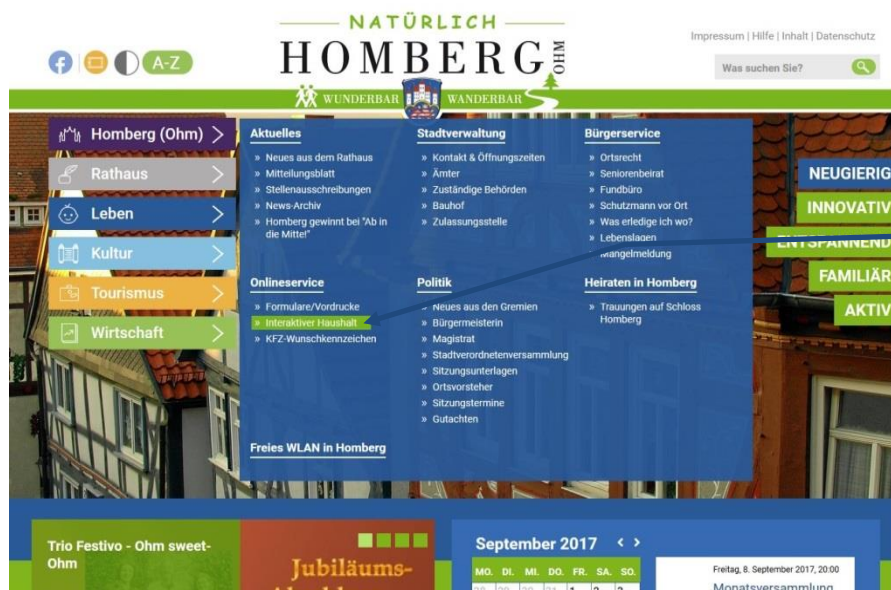 NATÜRLICH
Impressum | Hilfe | Inhalt | Datenschutz
A-Z
HOMBERG OHM
Was suchen Sie?
WUNDERBAR WANDERBAR
Homberg (Ohm) >
Rathaus >
Leben >
Kultur >
Tourismus >
Wirtschaft >
Aktuelles
» Neues aus dem Rathaus
» Mitteilungsblatt
» Stellenausschreibungen
» News-Archiv
» Homberg gewinnt bei "Ab in
die Mitte!"
Stadtverwaltung
» Kontakt & Öffnungszeiten
» Ämter
» Zuständige Behörden
» Bauhof
» Zulassungsstelle
Bürgerservice
» Ortsrecht
» Seniorenbeirat
» Fundbüro
» Schutzmann vor Ort
» Was erledige ich wo?
» Lebenslagen
Mängelmeldung
Onlineservice
» Formulare/Vordrucke
» Interaktiver Haushalt
» KFZ-Wunschkennzeichen
Politik
Neues aus den Gremien
» Bürgermeisterin
» Magistrat
» Stadtverordnetenversammlung
» Sitzungsunterlagen
» Ortsvorsteher
» Sitzungstermine
» Gutachten
Heiraten in Homberg
» Trauungen auf Schloss
Homberg
Freies WLAN in Homberg
NEUGIERIG
INNOVATIV
ENTSPANNEND
FAMILIÄR
AKTIV
Trio Festivo - Ohm sweet-
Ohm
Jubiläums-
September 2017 < >
MO. DI. MI. DO. FR. SA. SO.
Freitag, 8. September 2017, 20:00
Monatsversammlung